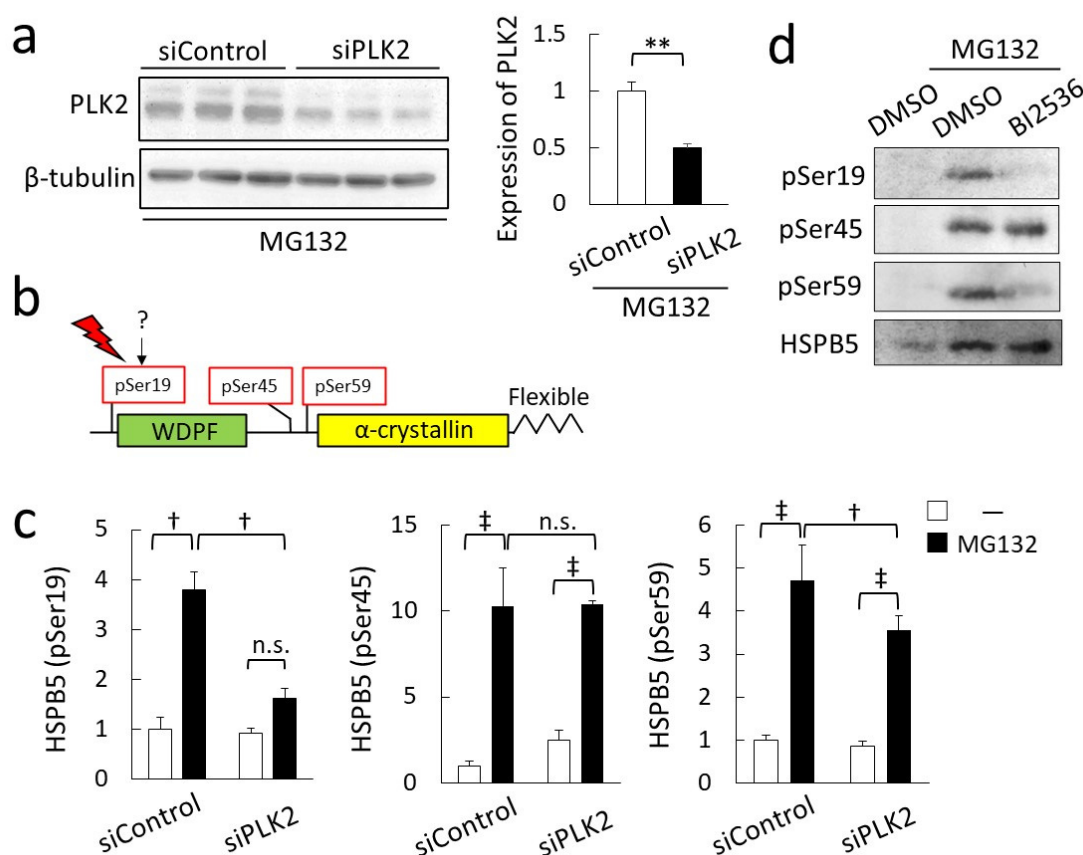 a
siControl siPLK2
PLK2
β-tubulin
MG132
Expression of PLK2
1.5
1
0.5
0
**
siControl
siPLK2
MG132
d
MG132
DMSO DMSO BI2536
pSer19
pSer45
pSer59
HSPB5
b
?
pSer19 pSer45 pSer59
Flexible
WDPF α-crystallin
c
HSPB5 (pSer19)
5
4
3
2
1
0
† †
n.s.
siControl
siPLK2
HSPB5 (pSer45)
15
10
5
0
‡ n.s.
‡
siControl
siPLK2
HSPB5 (pSer59)
6
5
4
3
2
1
0
‡ †
‡
siControl
siPLK2
—
MG132